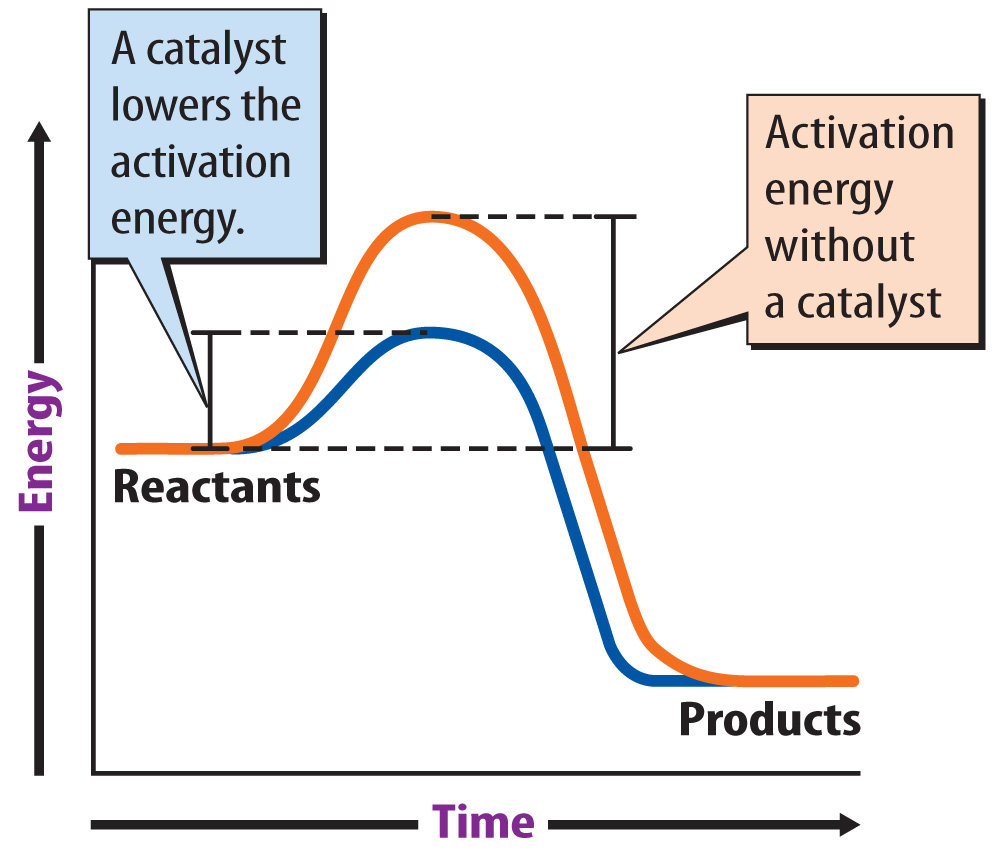 A catalyst
lowers the
activation
energy.
Activation
energy
without
a catalyst
Energy
Reactants
Products
Time